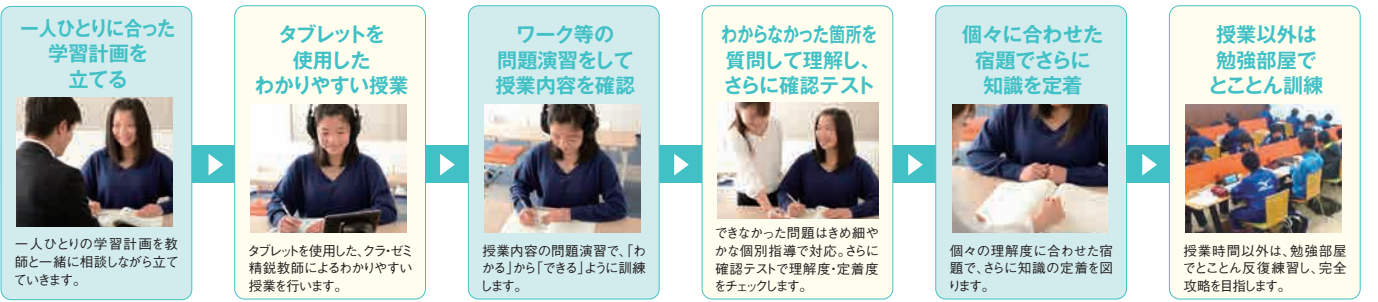 一人ひとりに合った
学習計画を
立てる
一人ひとりの学習計画を教
師と一緒に相談しながら立て
ていきます。
タブレットを
使用した
わかりやすい授業
タブレットを使用した、クラ・ゼミ
精鋭教師によるわかりやすい
授業を行います。
ワーク等の
問題演習をして
授業内容を確認
授業内容の問題演習で、「わ
かる」から「できる」ように訓練
します。
わからなかった箇所を
質問して理解し、
さらに確認テスト
できなかった問題はきめ細や
かな個別指導で対応。さらに
確認テストで理解度・定着度
をチェックします。
個々に合わせた
宿題でさらに
知識を定着
個々の理解度に合わせた宿
題で、さらに知識の定着を図
ります。
授業以外は
勉強部屋で
とことん訓練
授業時間以外は、勉強部屋
でとことん反復練習し、完全
攻略を目指します。